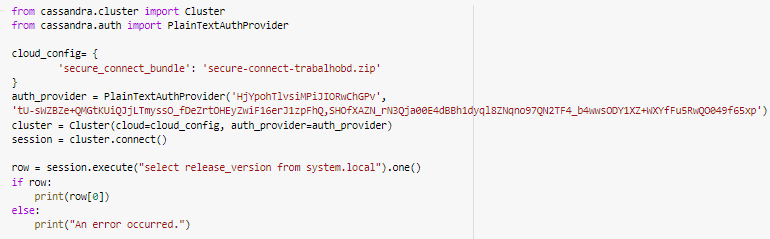 from cassandra.cluster import Cluster
from cassandra.auth import PlainTextAuthProvider
cloud_config= {
'secure_connect_bundle': 'secure-connect-trabalhobd.zip'
}
auth_provider = PlainTextAuthProvider('HjYpohTlvsiMPiJIORwChGPv',
'tU-sWZBZe+QMGtKUiQJjLTmyssO_fDeZrtOHEyZwiF16erJ1zpFhQ,SHOfXAZN_rN3Qja00E4dBBh1dyql8ZNqno97QN2TF4_b4wwsODY1XZ+WXYfFu5RwQO049f65xp')
cluster = Cluster(cloud=cloud_config, auth_provider=auth_provider)
session = cluster.connect()
row = session.execute("select release_version from system.local").one()
if row:
print(row[0])
else:
print("An error occurred.")